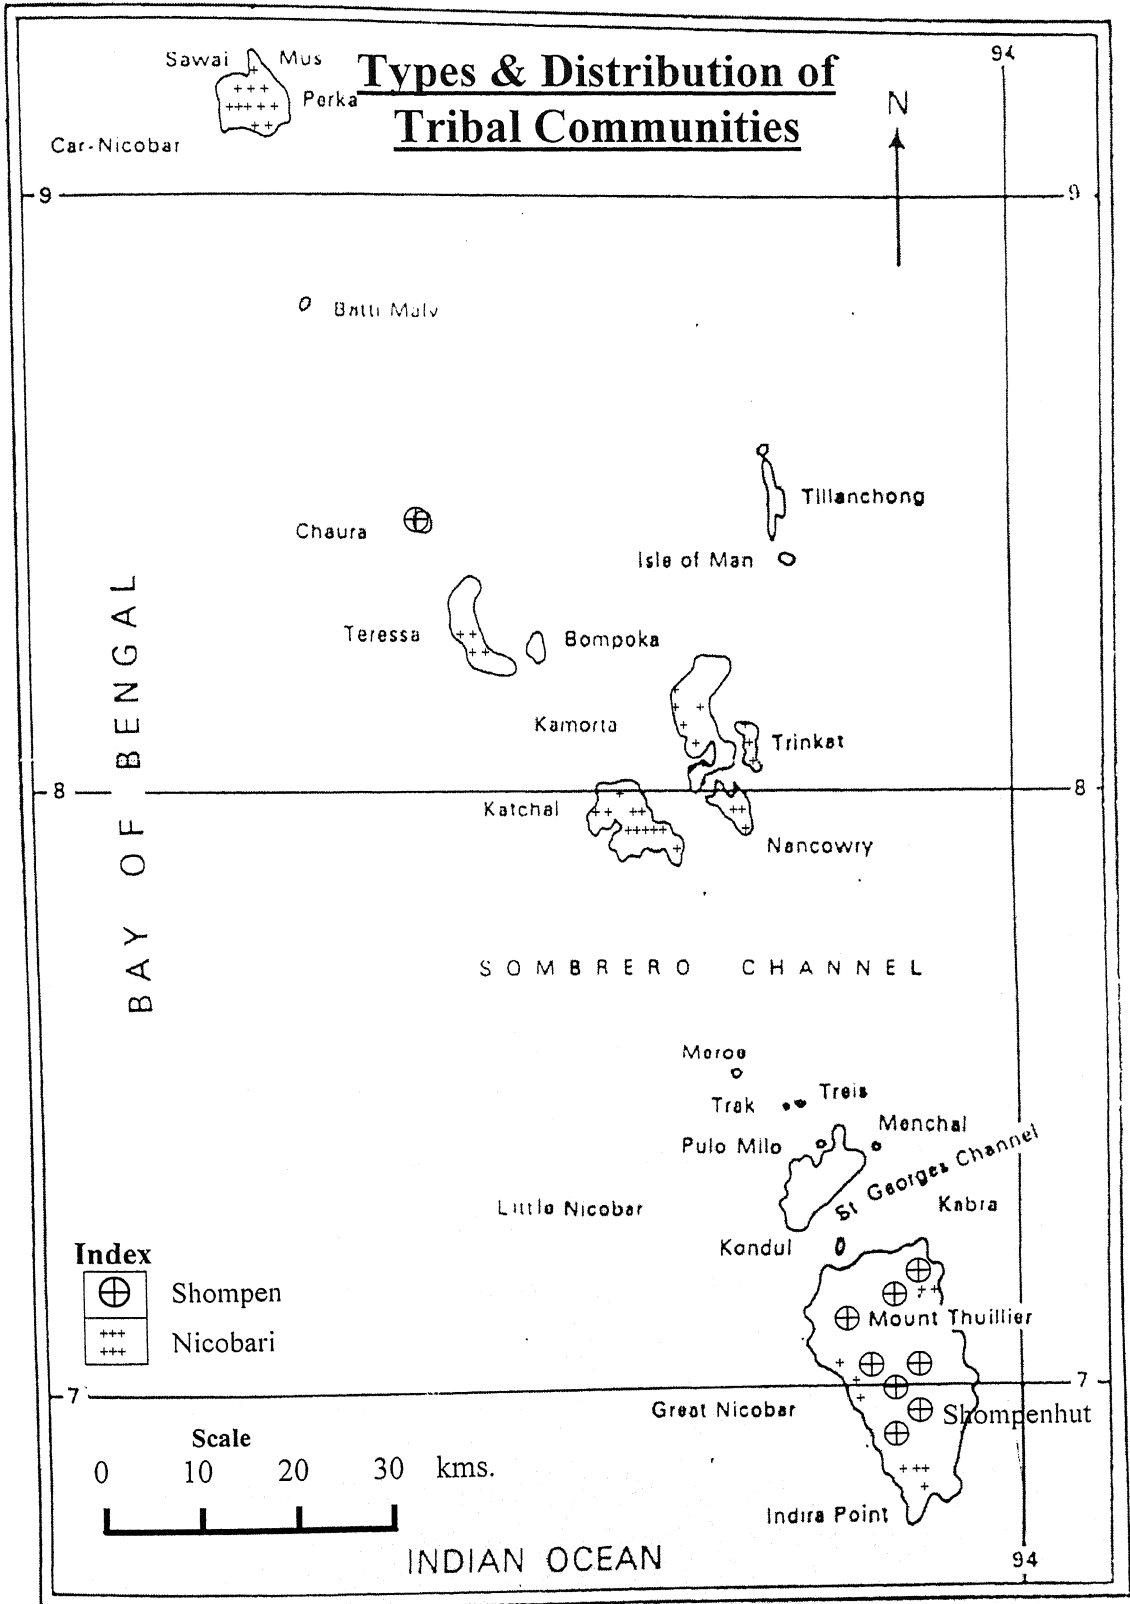 Types & Distribution of
Tribal Communities
94
N
Sawai
Mus
Perka
Car-Nicobar
9
9
Batti Malv
Tillanchong
Chaura
Isle of Man
Teressa
Bompoka
Kamorta
Trinkat
8
8
Katchal
Nancowry
BAY OF BENGAL
SOMBRERO CHANNEL
Meroe
Treis
Trak
Menchal
Pulo Milo
St Georges Channel
Little Nicobar
Kabra
Kondul
Index
Shompen
Nicobari
Mount Thuillier
7
7
Great Nicobar
Shompenhut
Scale
0 10 20 30 kms.
Indira Point
INDIAN OCEAN
94